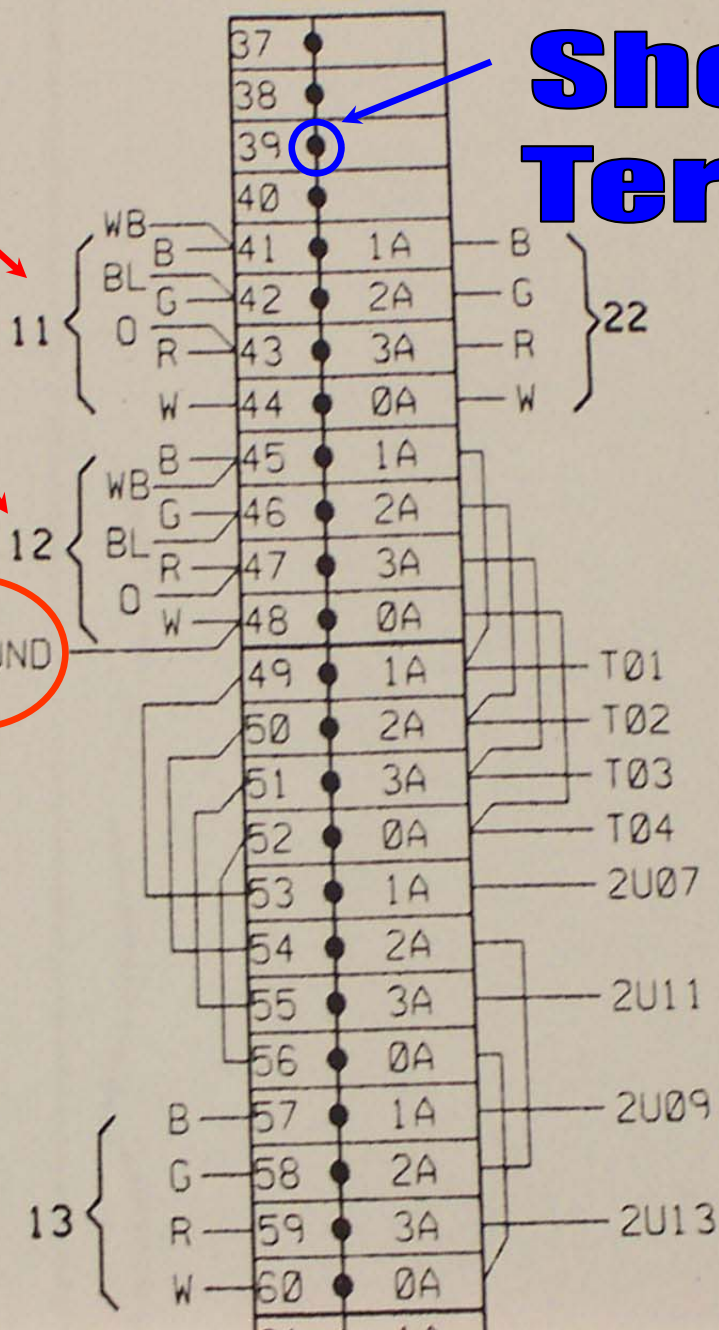 37
38
39
40
WB
B 41 1A B
BL
G 42 2A G
11 22
O
R 43 3A R
W 44 0A W
B 45 1A
WB
G 46 2A
12
BL
R 47 3A
O
W 48 0A
49 1A T01
50 2A T02
51 3A T03
52 0A T04
53 1A 2U07
54 2A
55 3A 2U11
56 0A
B 57 1A 2U09
G 58 2A
13
R 59 3A 2U13
W 60 0A